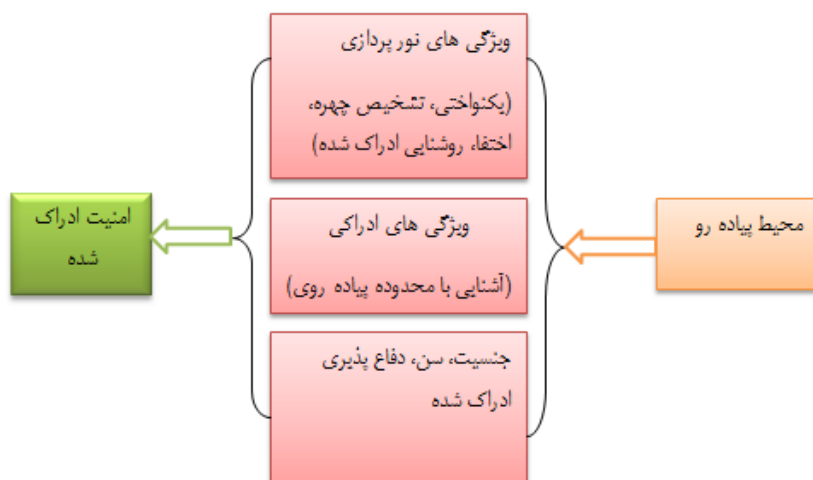 محیط پیاده رو
ویژگی های نور پردازی
(یکنواختی، تشخیص چهره،
اختفا، روشنایی ادراک شده)
ویژگی های ادراکی
(آشنایی با محدوده پیاده روی)
جنسیت، سن، دفاع پذیری
ادراک شده
امنیت ادراک
شده